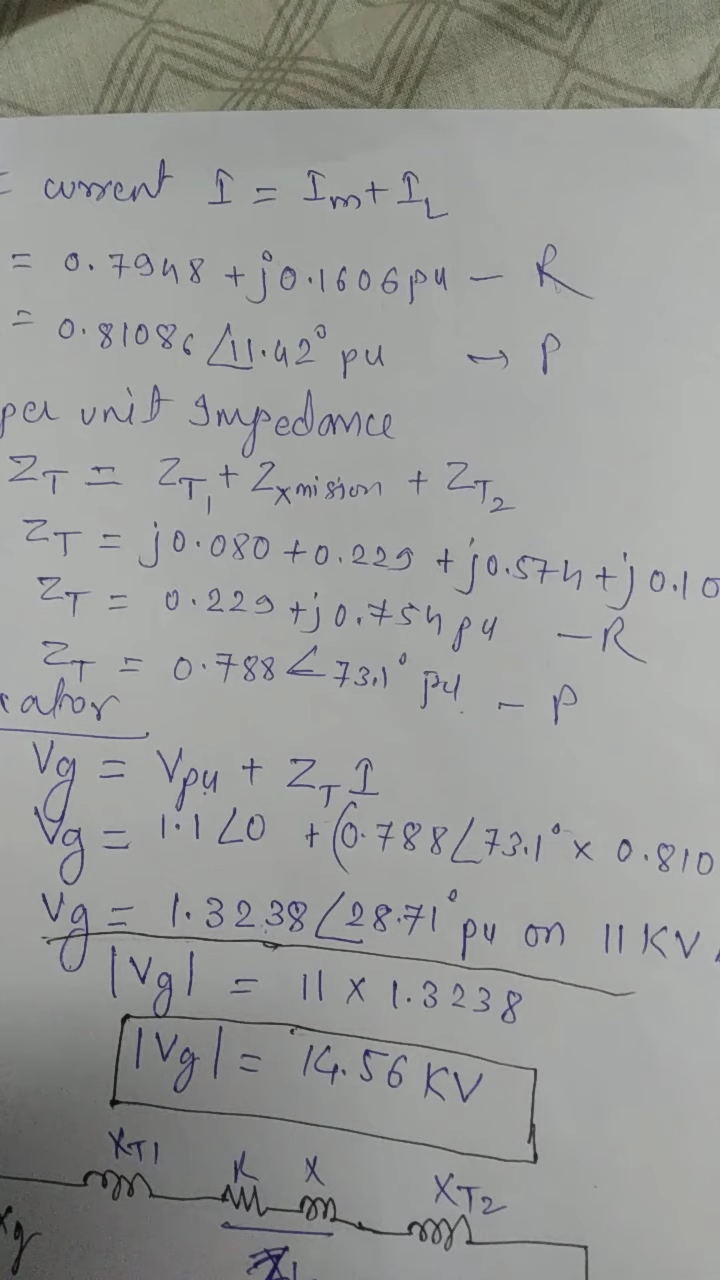 = current I = Im + IL
= 0.7948 + j0.1606 pu — R
= 0.81086 ∠11.42° pu → P
per unit Impedance
ZT = ZT1 + Zxmision + ZT2
ZT = j0.080 + 0.229 + j0.574 + j0.10
ZT = 0.229 + j0.754 pu — R
ZT = 0.788 ∠73.1° pu — P
rator
Vg = Vpu + ZT I
Vg = 1.1∠0 + (0.788∠73.1° x 0.810
Vg = 1.3238∠28.71° pu on 11 KV
|Vg| = 11 x 1.3238
|Vg| = 14.56 KV
XT1 R X XT2
Xg